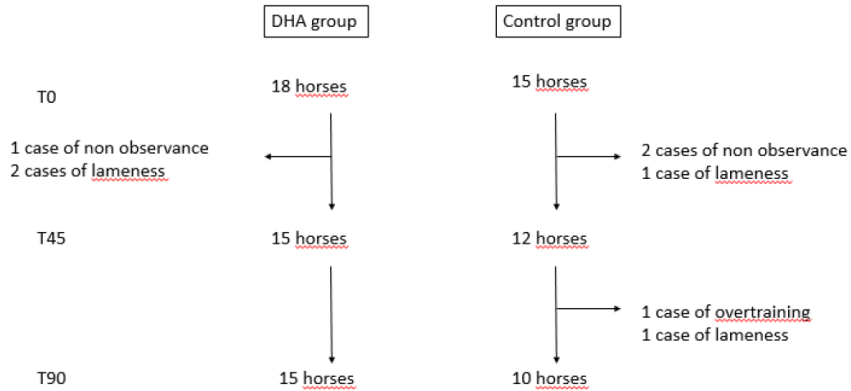 DHA group
Control group
T0
18 horses
15 horses
1 case of non observance
2 cases of lameness
2 cases of non observance
1 case of lameness
T45
15 horses
12 horses
1 case of overtraining
1 case of lameness
T90
15 horses
10 horses